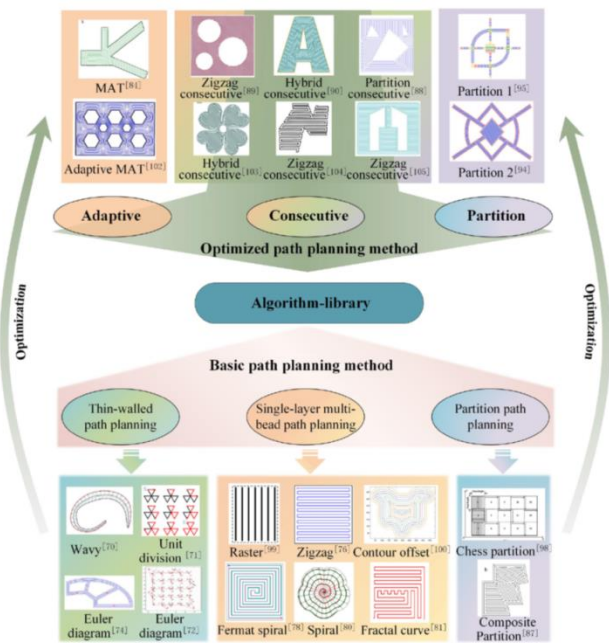 MAT[84]
Zigzag
consecutive[89]
Hybrid
consecutive[90]
Partition
consecutive[88]
Partition 1[95]
Adaptive MAT[102]
Hybrid
consecutive[103]
Zigzag
consecutive[104]
Zigzag
consecutive[105]
Partition 2[94]
Adaptive
Consecutive
Partition
Optimized path planning method
Optimization
Optimization
Algorithm-library
Basic path planning method
Thin-walled
path planning
Single-layer multi-
bead path planning
Partition path
planning
Wavy[70]
Unit
division[71]
Raster[99]
Zigzag[76]
Contour offset[100]
Chess partition[98]
Euler
diagram[74]
Euler
diagram[72]
Fermat spiral[78]
Spiral[80]
Fractal curve[81]
Composite
Partition[87]